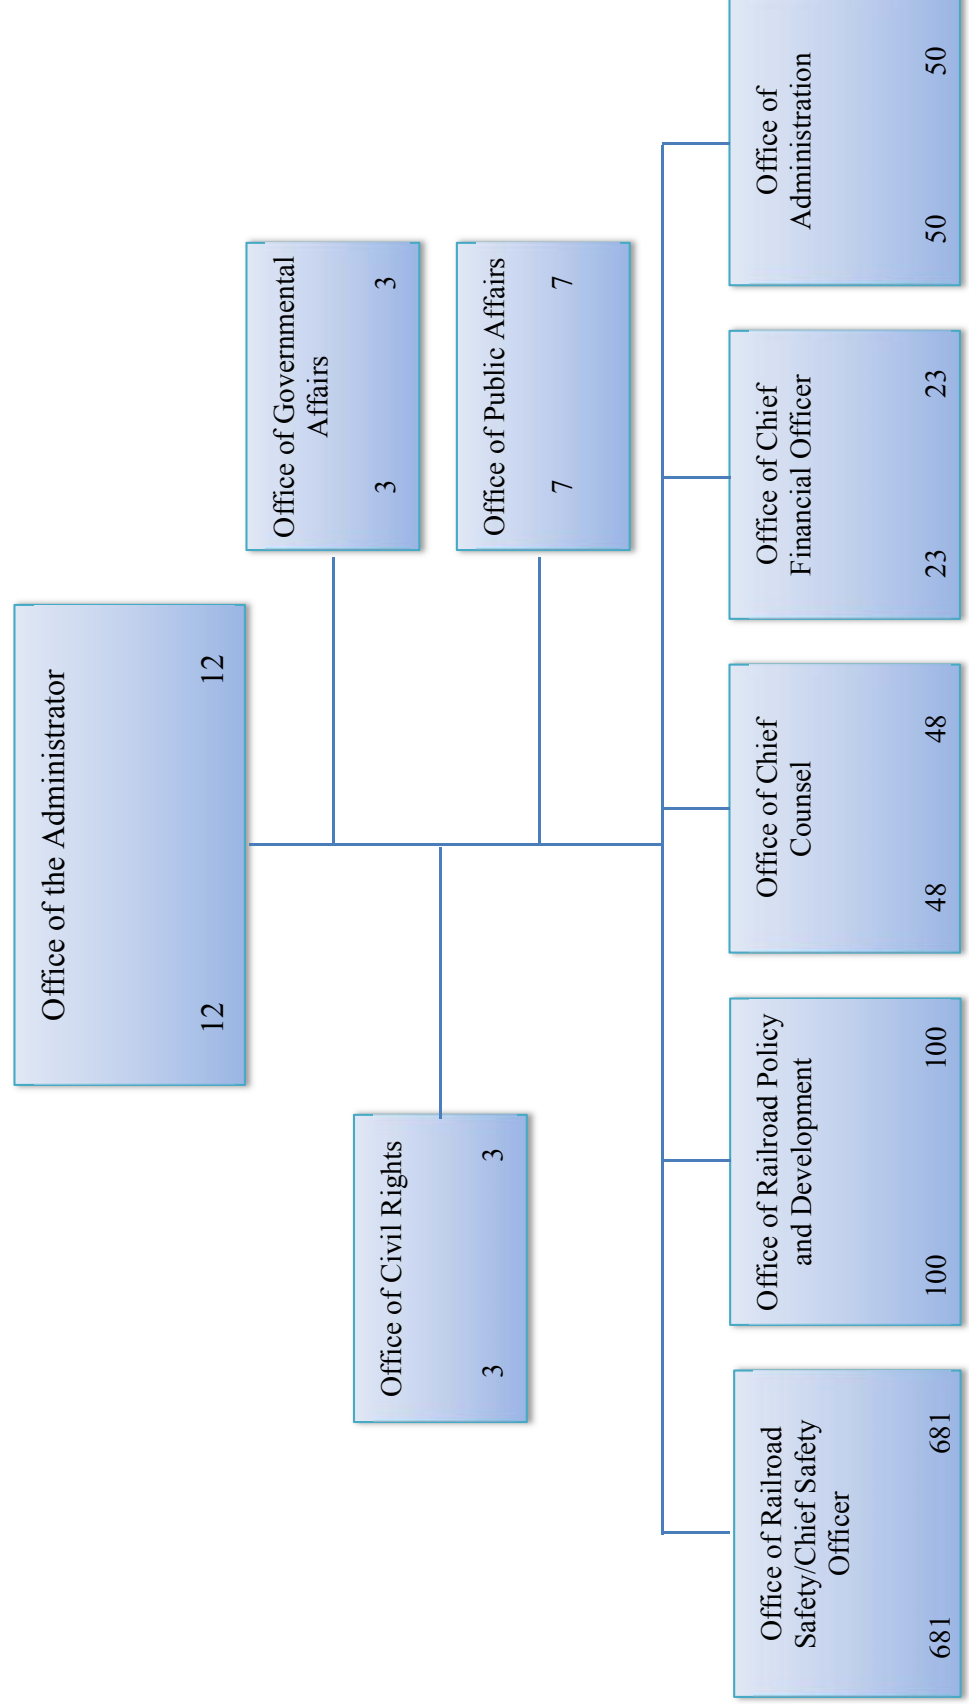 Office of the Administrator
12 12
Office of Governmental
Affairs
3 3
Office of Civil Rights
3 3
Office of Public Affairs
7 7
Office of Railroad
Safety/Chief Safety
Officer
681 681
Office of Railroad Policy
and Development
100 100
Office of Chief
Counsel
48 48
Office of Chief
Financial Officer
23 23
Office of
Administration
50 50